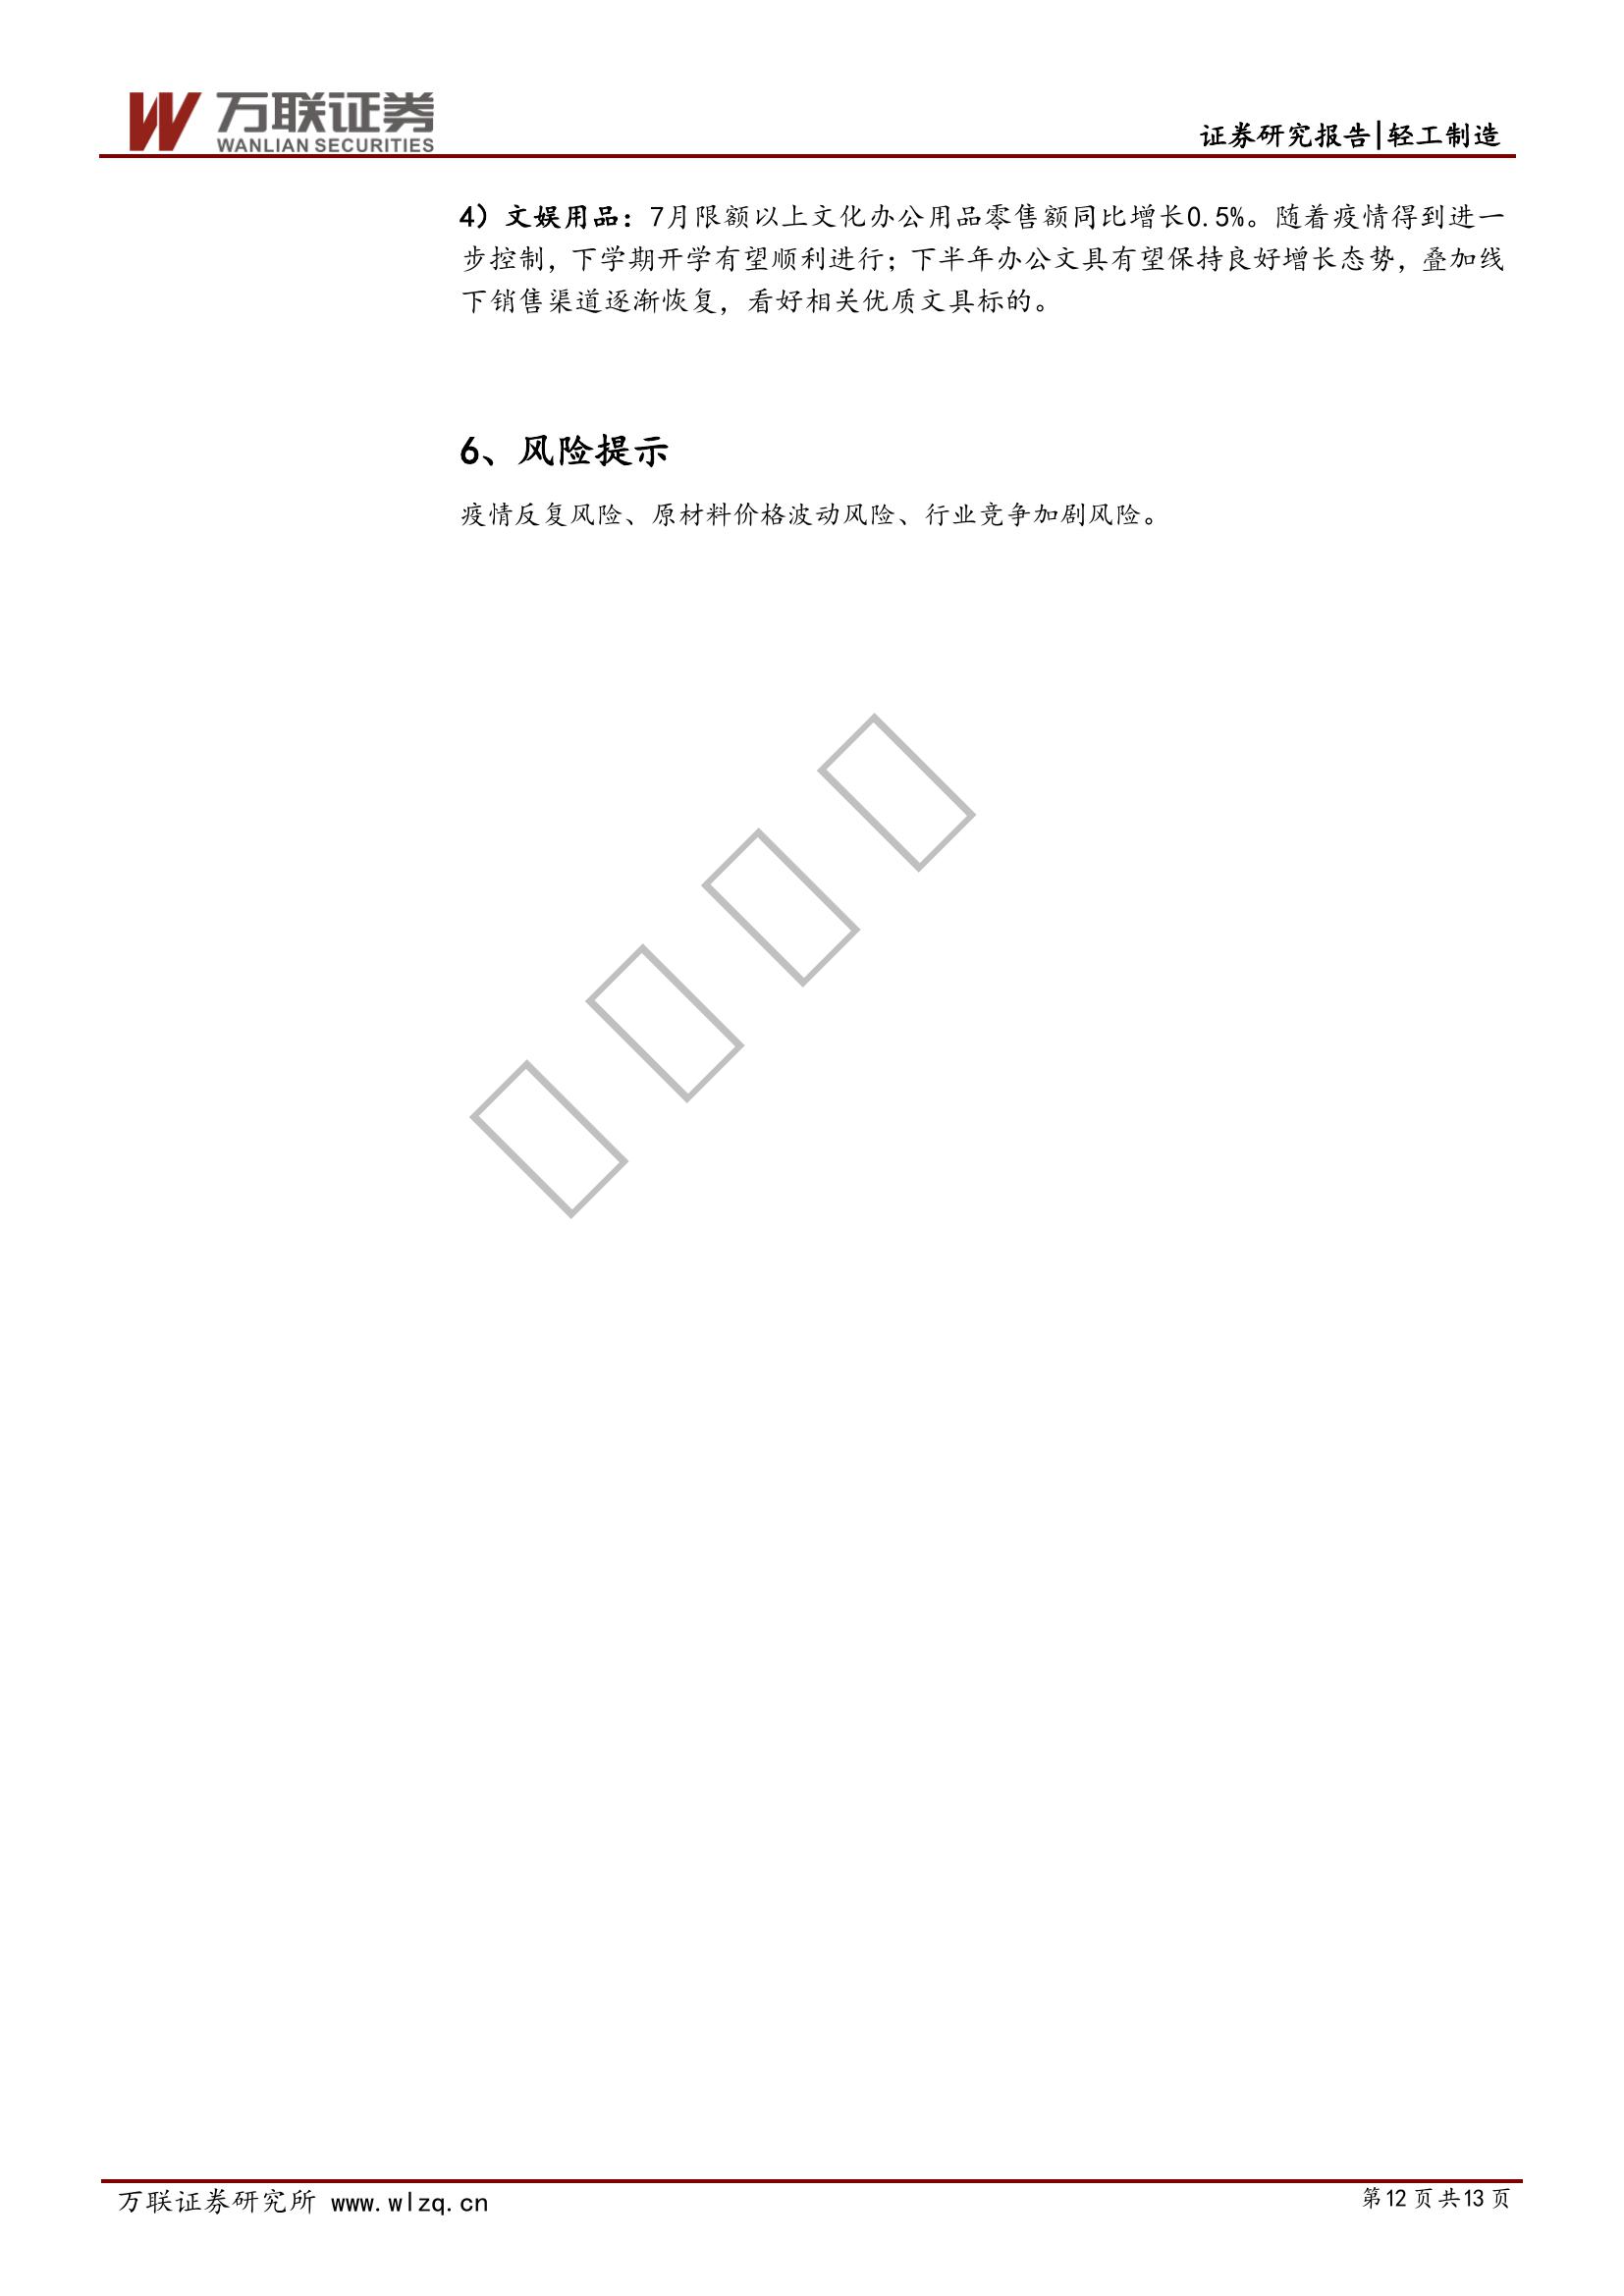 万联证券
WANLIAN SECURITIES
证券研究报告|轻工制造
4）文娱用品：7月限额以上文化办公用品零售额同比增长0.5%。随着疫情得到进一
步控制，下学期开学有望顺利进行；下半年办公文具有望保持良好增长态势，叠加线
下销售渠道逐渐恢复，看好相关优质文具标的。
6、风险提示
疫情反复风险、原材料价格波动风险、行业竞争加剧风险。
万联证券研究所 www.wlzq.cn
第12页共13页